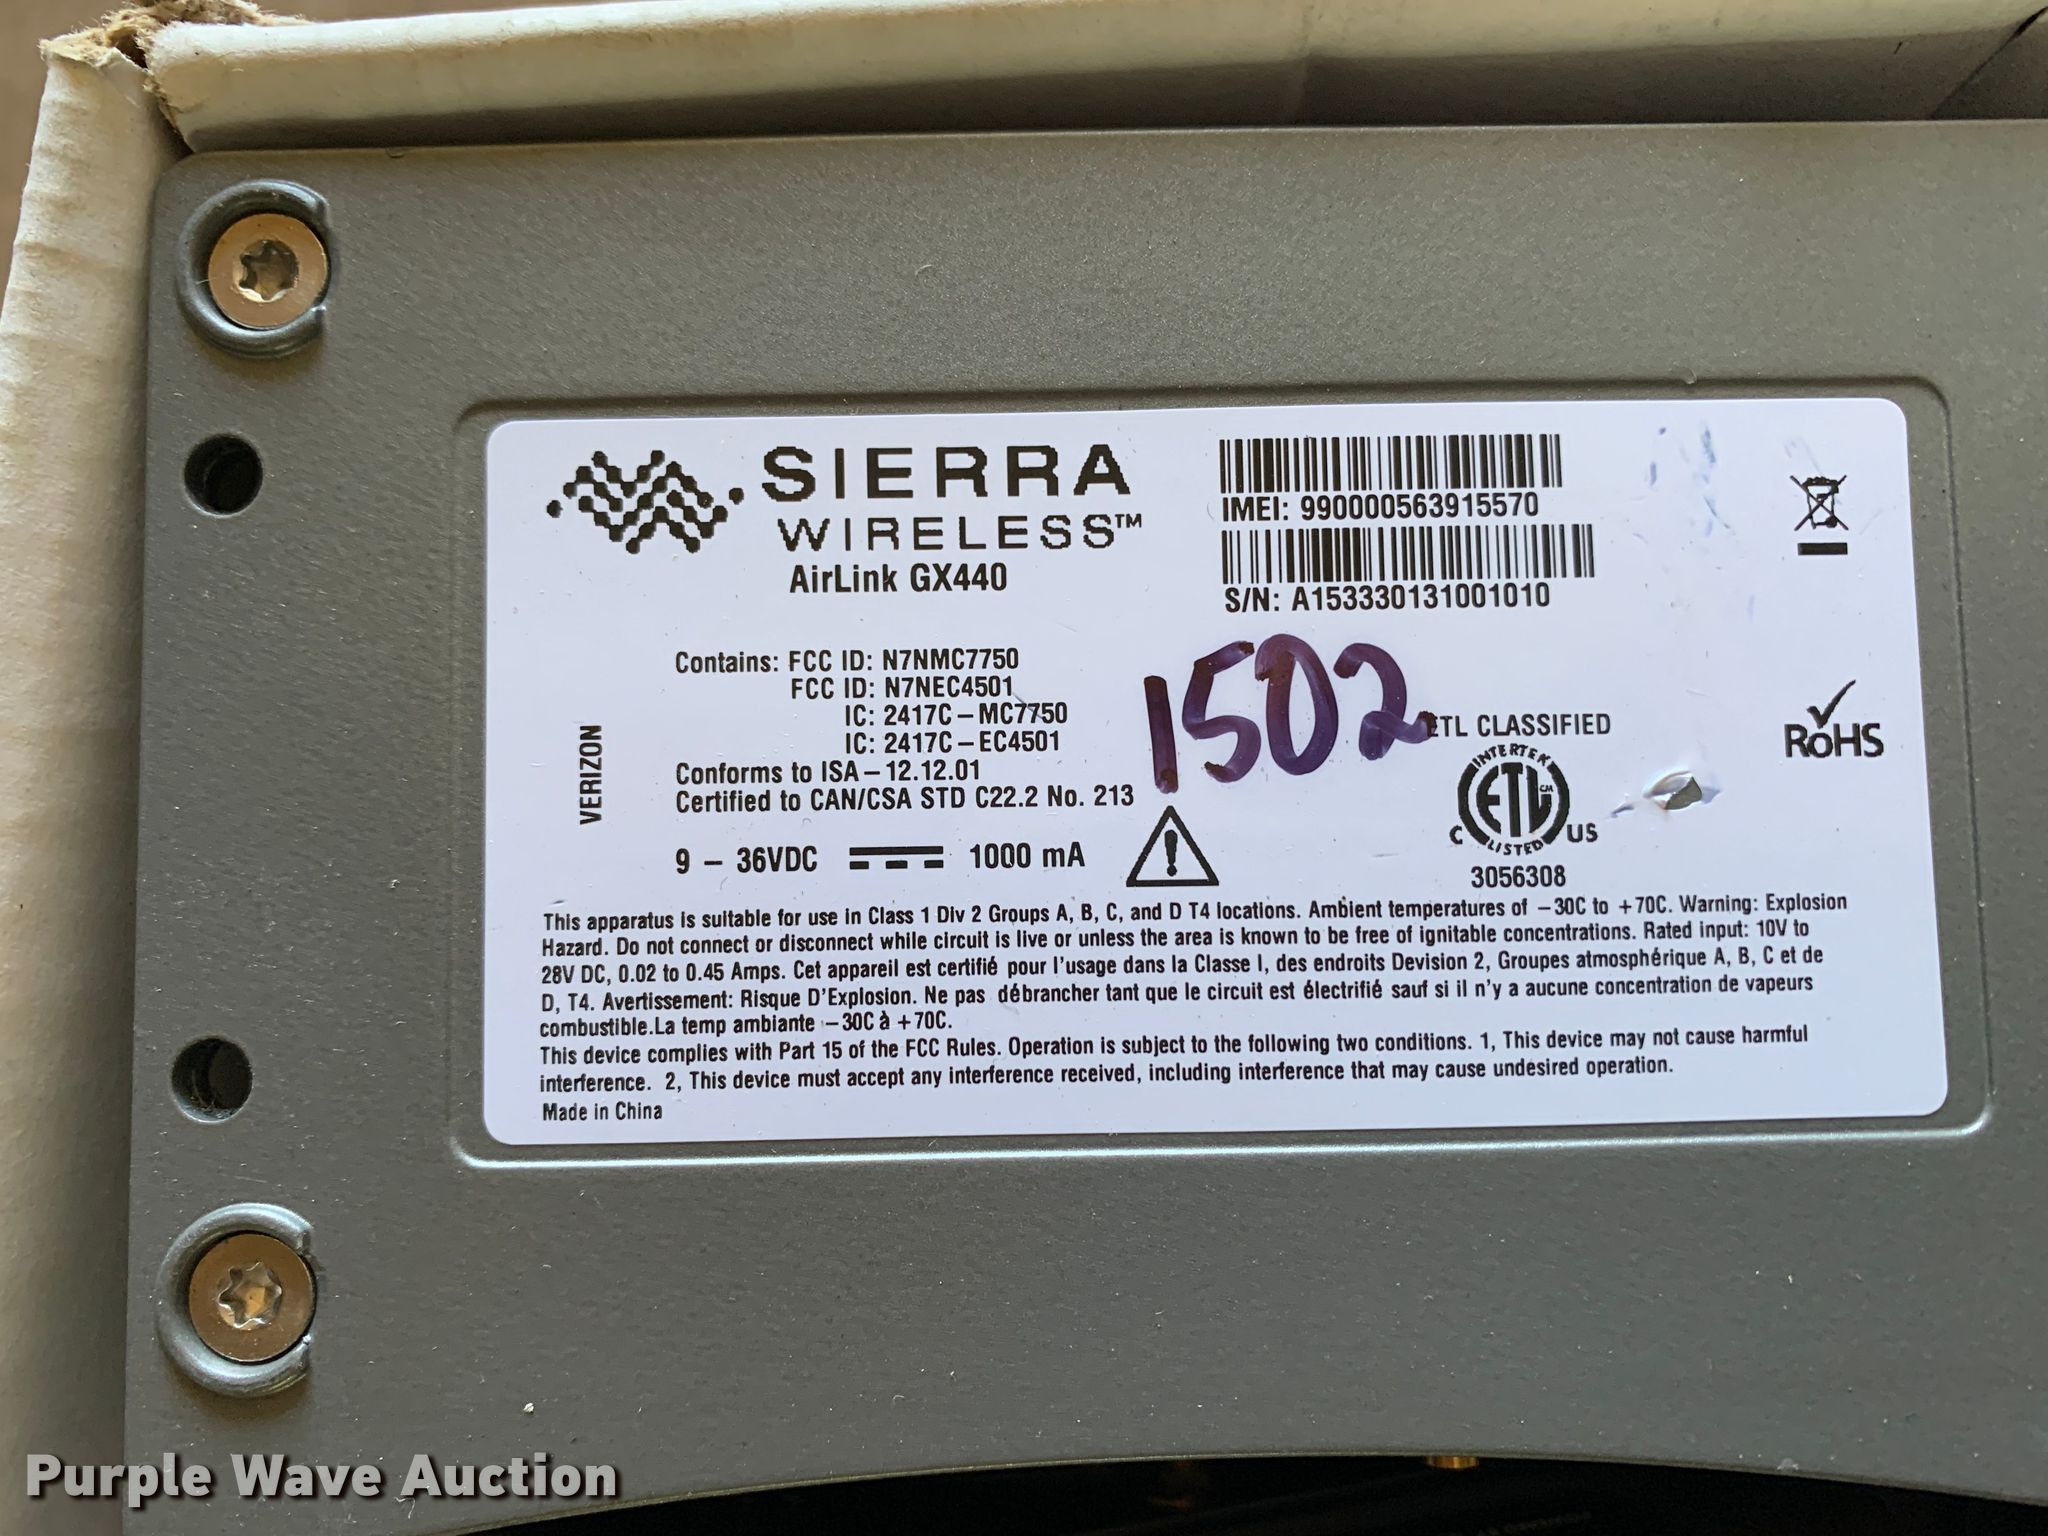 SIERRA
WIRELESS™
AirLink GX440
IMEI: 990000563915570
S/N: A153330131001010
Contains: FCC ID: N7NMC7750
FCC ID: N7NEC4501
IC: 2417C – MC7750
IC: 2417C – EC4501
Conforms to ISA – 12.12.01
Certified to CAN/CSA STD C22.2 No. 213
VERIZON
9 – 36VDC 1000 mA
1502
ETL CLASSIFIED
INTERTEK
ETL CM
LISTED
C US
3056308
RoHS
This apparatus is suitable for use in Class 1 Div 2 Groups A, B, C, and D T4 locations. Ambient temperatures of –30C to +70C. Warning: Explosion
Hazard. Do not connect or disconnect while circuit is live or unless the area is known to be free of ignitable concentrations. Rated input: 10V to
28V DC, 0.02 to 0.45 Amps. Cet appareil est certifié pour l'usage dans la Classe I, des endroits Devision 2, Groupes atmosphérique A, B, C et de
D, T4. Avertissement: Risque D'Explosion. Ne pas débrancher tant que le circuit est électrifié sauf si il n'y a aucune concentration de vapeurs
combustible.La temp ambiante –30C à +70C.
This device complies with Part 15 of the FCC Rules. Operation is subject to the following two conditions. 1, This device may not cause harmful
interference. 2, This device must accept any interference received, including interference that may cause undesired operation.
Made in China
Purple Wave Auction